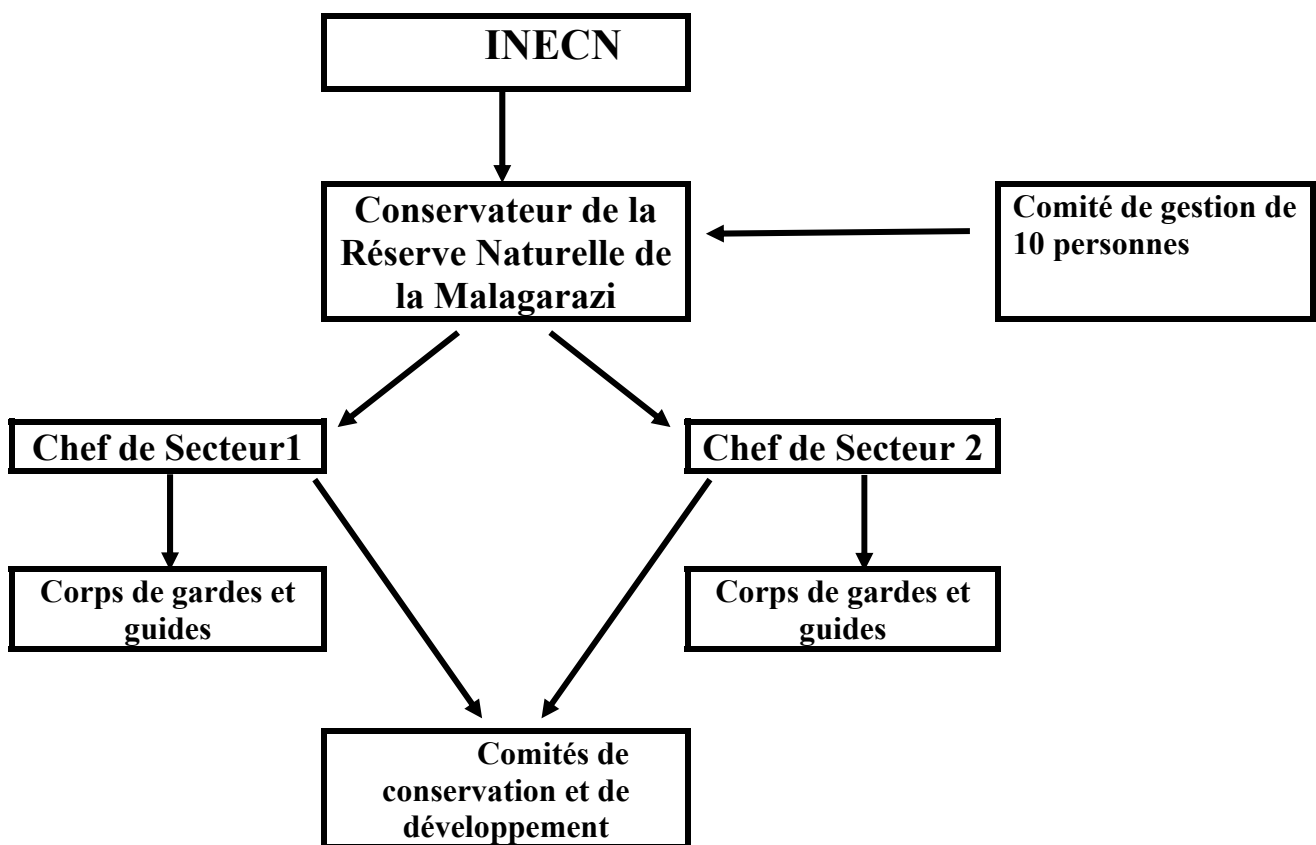 INECN
Conservateur de la
Réserve Naturelle de
la Malagarazi
Comité de gestion de
10 personnes
Chef de Secteur1
Chef de Secteur 2
Corps de gardes et
guides
Corps de gardes et
guides
Comités de
conservation et de
développement